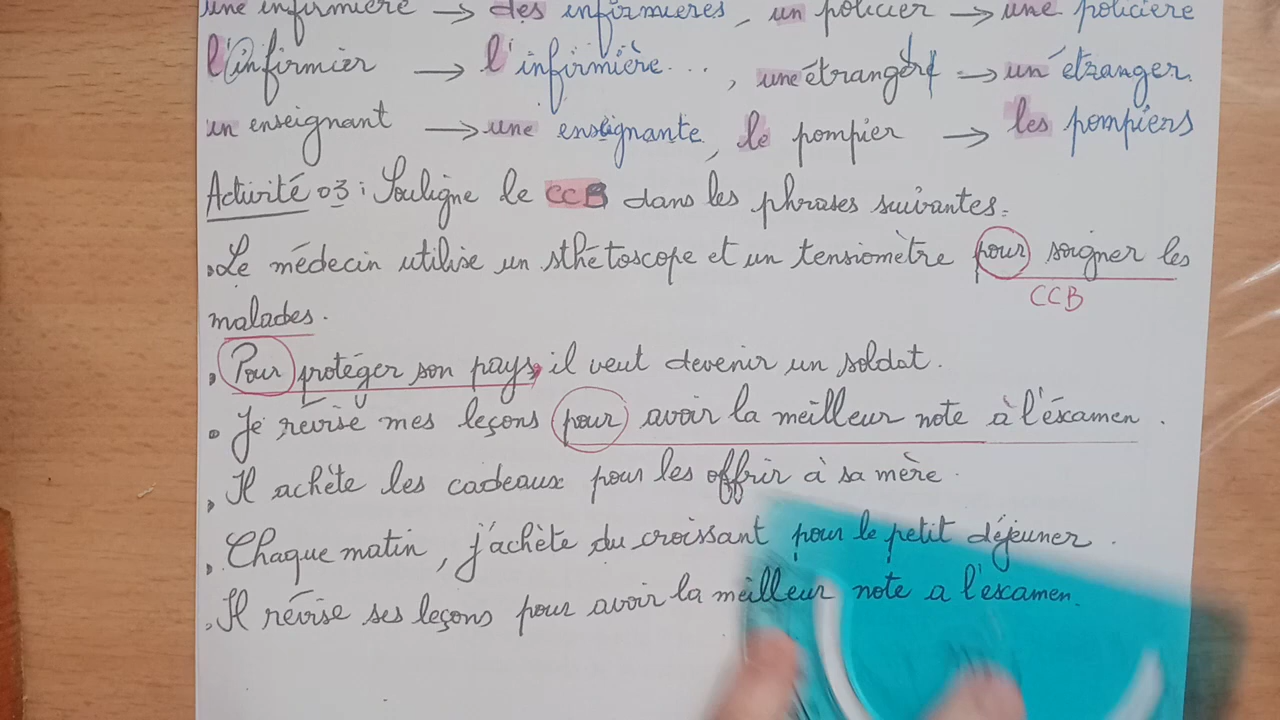 une infirmière → des infirmières, un policier → une policière
l'infirmier → l'infirmière..., une étrangère → un étranger.
un enseignant → une enseignante, le pompier → les pompiers
Activité 03 : Souligne le CCB dans les phrases suivantes.
.Le médecin utilise un sthétoscope et un tensiomètre pour soigner les
CCB
malades.
. Pour protéger son pays, il veut devenir un soldat.
. Je révise mes leçons pour avoir la meilleur note à l'éxamen.
. Il achète les cadeaux pour les offrir à sa mère.
. Chaque matin, j'achète du croissant pour le petit déjeuner.
. Il révise ses leçons pour avoir la meilleur note a l'examen.